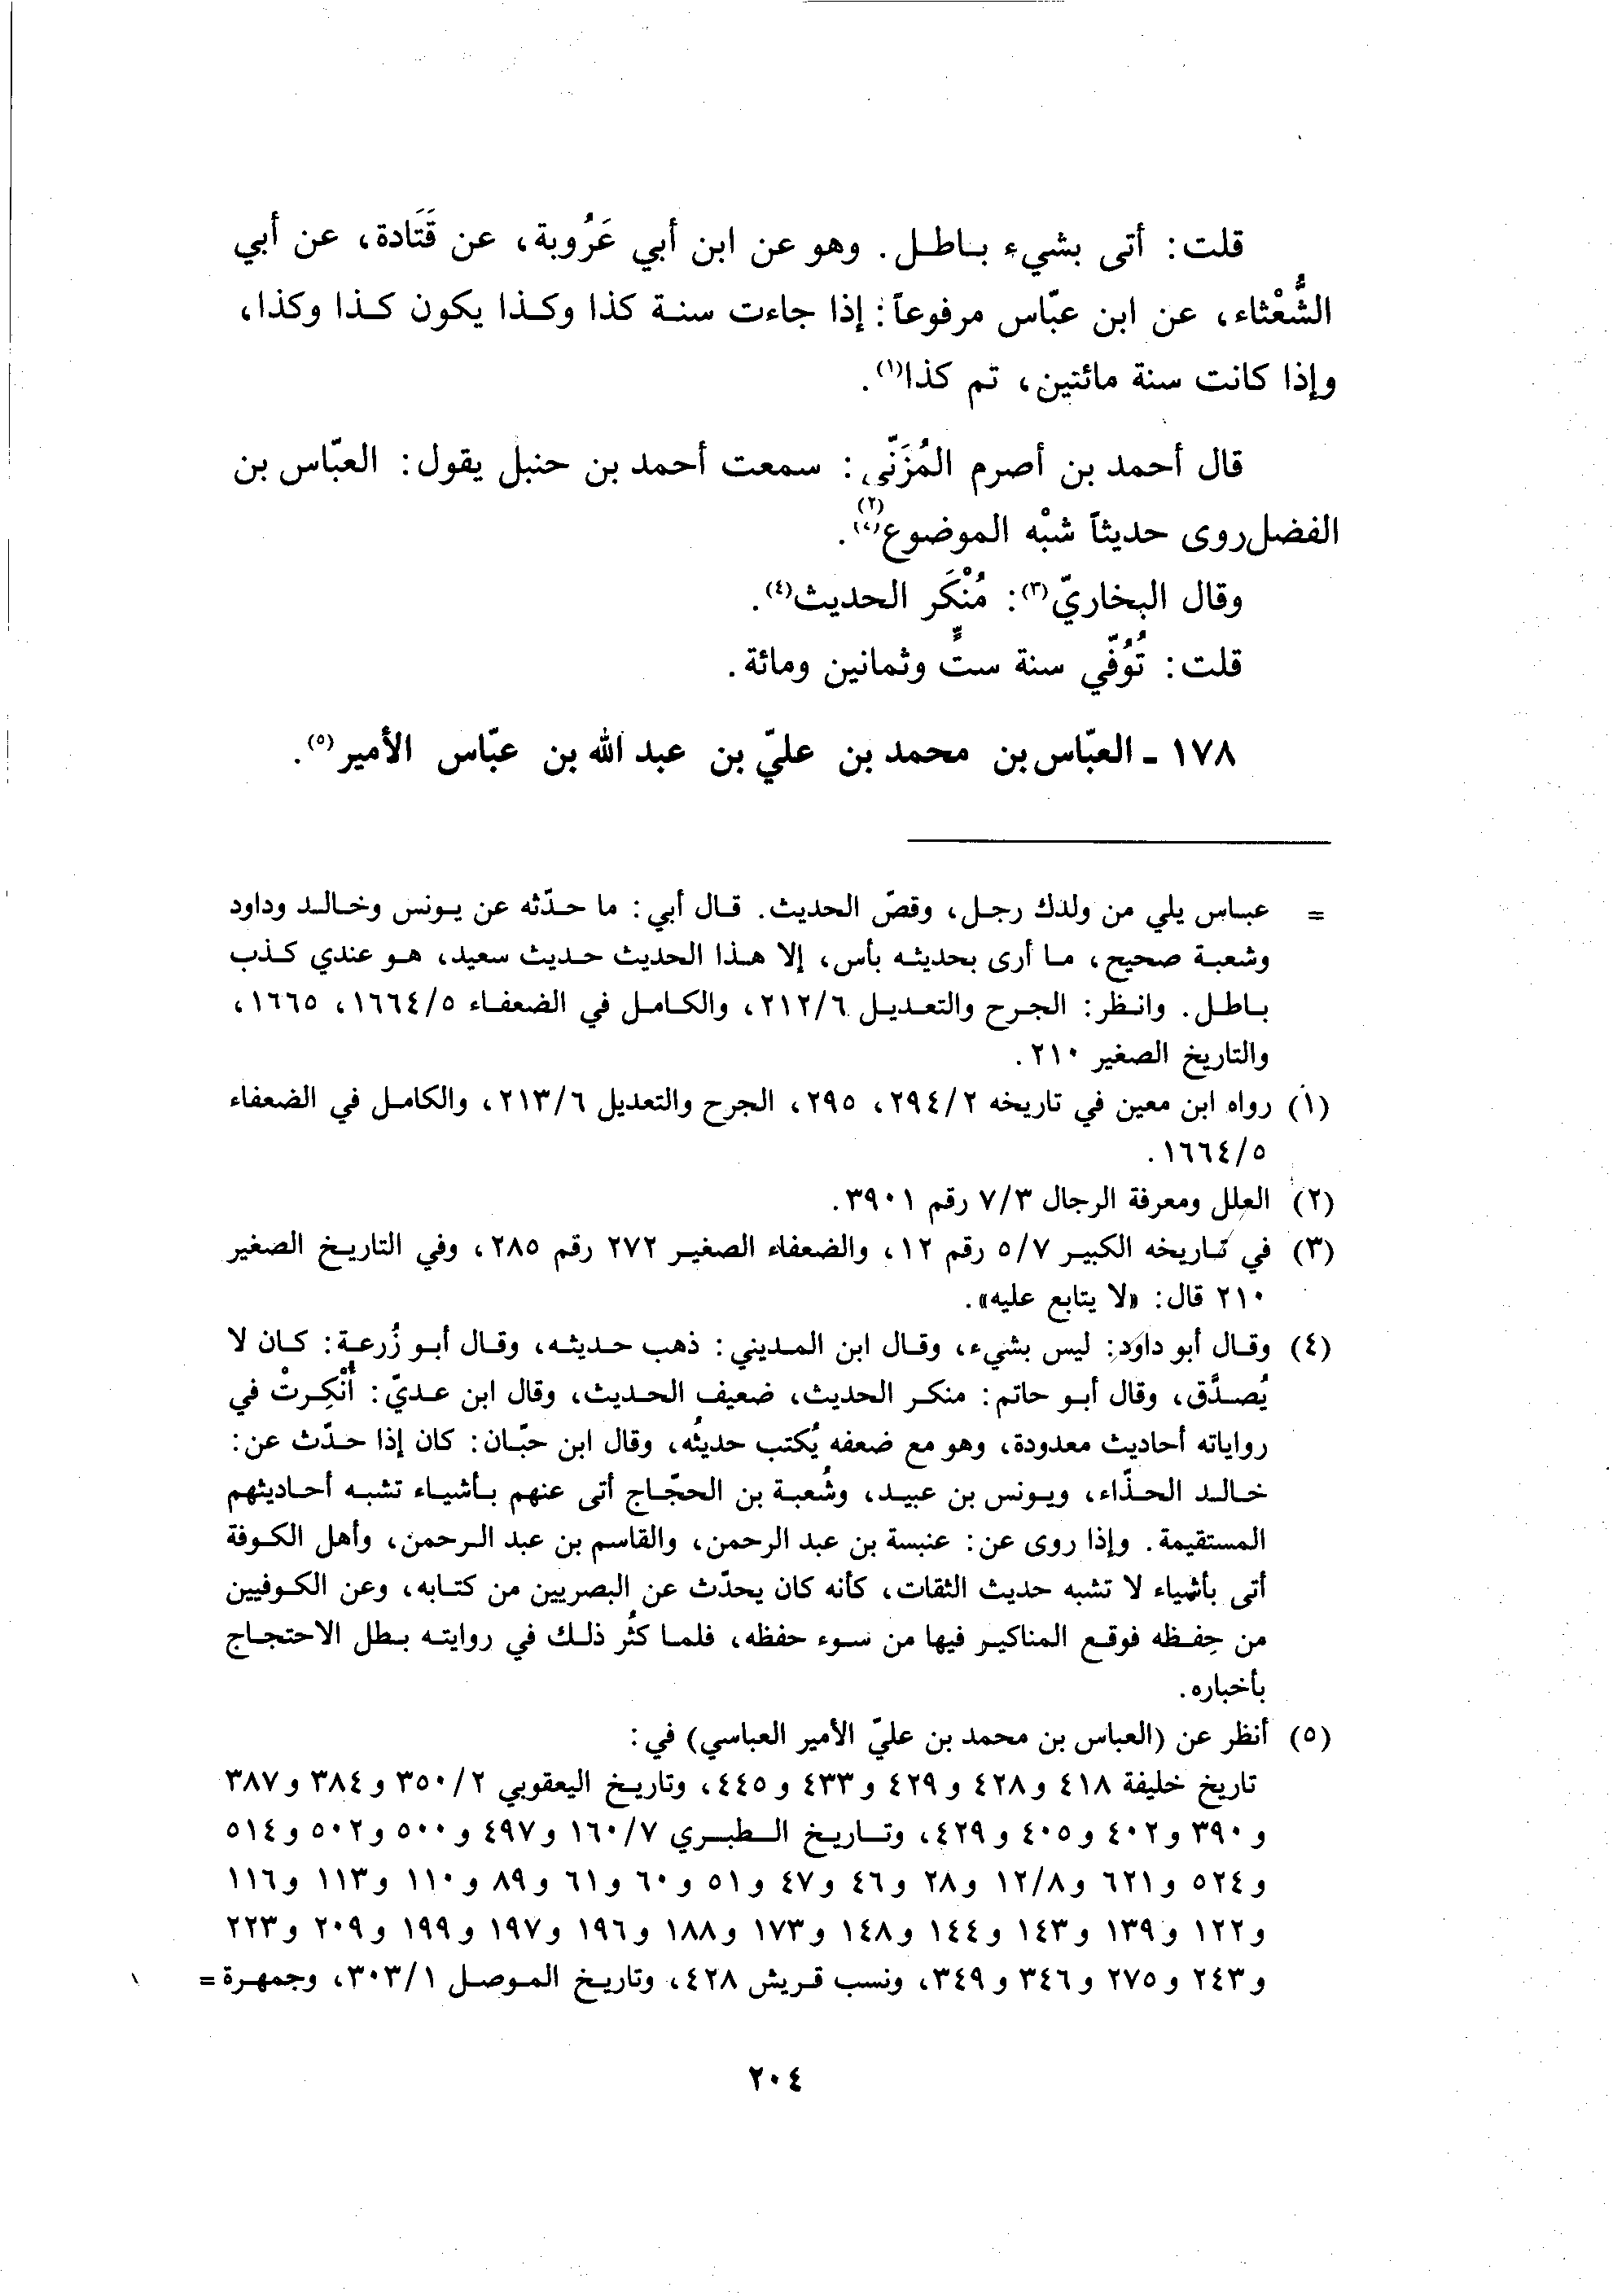 قلت: أتى بشيء باطل. وهو عن ابن أبي عَرُوبة، عن قَتَادة، عن أبي
الشُّعْثاء، عن ابن عبّاس مرفوعاً: إذا جاءت سنة كذا وكذا يكون كذا وكذا،
وإذا كانت سنة مائتين، تم كذا(١).
قال أحمد بن أصرم المُزَنّي: سمعت أحمد بن حنبل يقول: العبّاس بن
الفضل روى حديثاً شبْه الموضوع(٢).
وقال البخاريّ(٣): مُنْكَر الحديث(٤).
قلت: تُوُفّي سنة ستٍّ وثمانين ومائة.
١٧٨ - العبّاس بن محمد بن عليّ بن عبد الله بن عبّاس الأمير(٥).
= عباس يلي من ولدك رجل، وقصّ الحديث. قال أبي: ما حدّثه عن يونس وخالد وداود
وشعبة صحيح، ما أرى بحديثه بأس، إلا هذا الحديث حديث سعيد، هو عندي كذب
باطل. وانظر: الجرح والتعديل ٢١٢/٦، والكامل في الضعفاء ١٦٦٤/٥، ١٦٦٥،
والتاريخ الصغير ٢١٠.
(١) رواه ابن معين في تاريخه ٢٩٤/٢، ٢٩٥، الجرح والتعديل ٢١٣/٦، والكامل في الضعفاء
١٦٦٤/٥.
(٢) العلل ومعرفة الرجال ٧/٣ رقم ٣٩٠١.
(٣) في تاريخه الكبير ٥/٧ رقم ١٢، والضعفاء الصغير ٢٧٢ رقم ٢٨٥، وفي التاريخ الصغير
٢١٠ قال: «لا يتابع عليه».
(٤) وقال أبو داود: ليس بشيء، وقال ابن المديني: ذهب حديثه، وقال أبو زُرعة: كان لا
يُصدَّق، وقال أبو حاتم: منكر الحديث، ضعيف الحديث، وقال ابن عديّ: أُنْكِرتْ في
رواياته أحاديث معدودة، وهو مع ضعفه يُكتب حديثُه، وقال ابن حبّان: كان إذا حدّث عن:
خالد الحذّاء، ويونس بن عبيد، وشُعبة بن الحجّاج أتى عنهم بأشياء تشبه أحاديثهم
المستقيمة. وإذا روى عن: عنبسة بن عبد الرحمن، والقاسم بن عبد الرحمن، وأهل الكوفة
أتى بأشياء لا تشبه حديث الثقات، كأنه كان يحدّث عن البصريين من كتابه، وعن الكوفيين
من حِفظه فوقع المناكير فيها من سوء حفظه، فلما كثُر ذلك في روايته بطل الاحتجاج
بأخباره.
(٥) أنظر عن (العباس بن محمد بن عليّ الأمير العباسي) في:
تاريخ خليفة ٤١٨ و٤٢٨ و٤٢٩ و٤٣٣ و٤٤٥، وتاريخ اليعقوبي ٣٥٠/٢ و٣٨٤ و٣٨٧
و٣٩٠ و٤٠٢ و٤٠٥ و٤٢٩، وتاريخ الطبري ١٦٠/٧ و٤٩٧ و٥٠٠ و٥٠٢ و٥١٤
و٥٢٤ و٦٢١ و١٢/٨ و٢٨ و٤٦ و٤٧ و٥١ و٦٠ و٦١ و٨٩ و١١٠ و١١٣ و١١٦
و١٢٢ و١٣٩ و١٤٣ و١٤٤ و١٤٨ و١٧٣ و١٨٨ و١٩٦ و١٩٧ و١٩٩ و٢٠٩ و٢٢٣
و٢٤٣ و٢٧٥ و٣٤٦ و٣٤٩، ونسب قريش ٤٢٨، وتاريخ الموصل ٣٠٣/١، وجمهرة =
٢٠٤